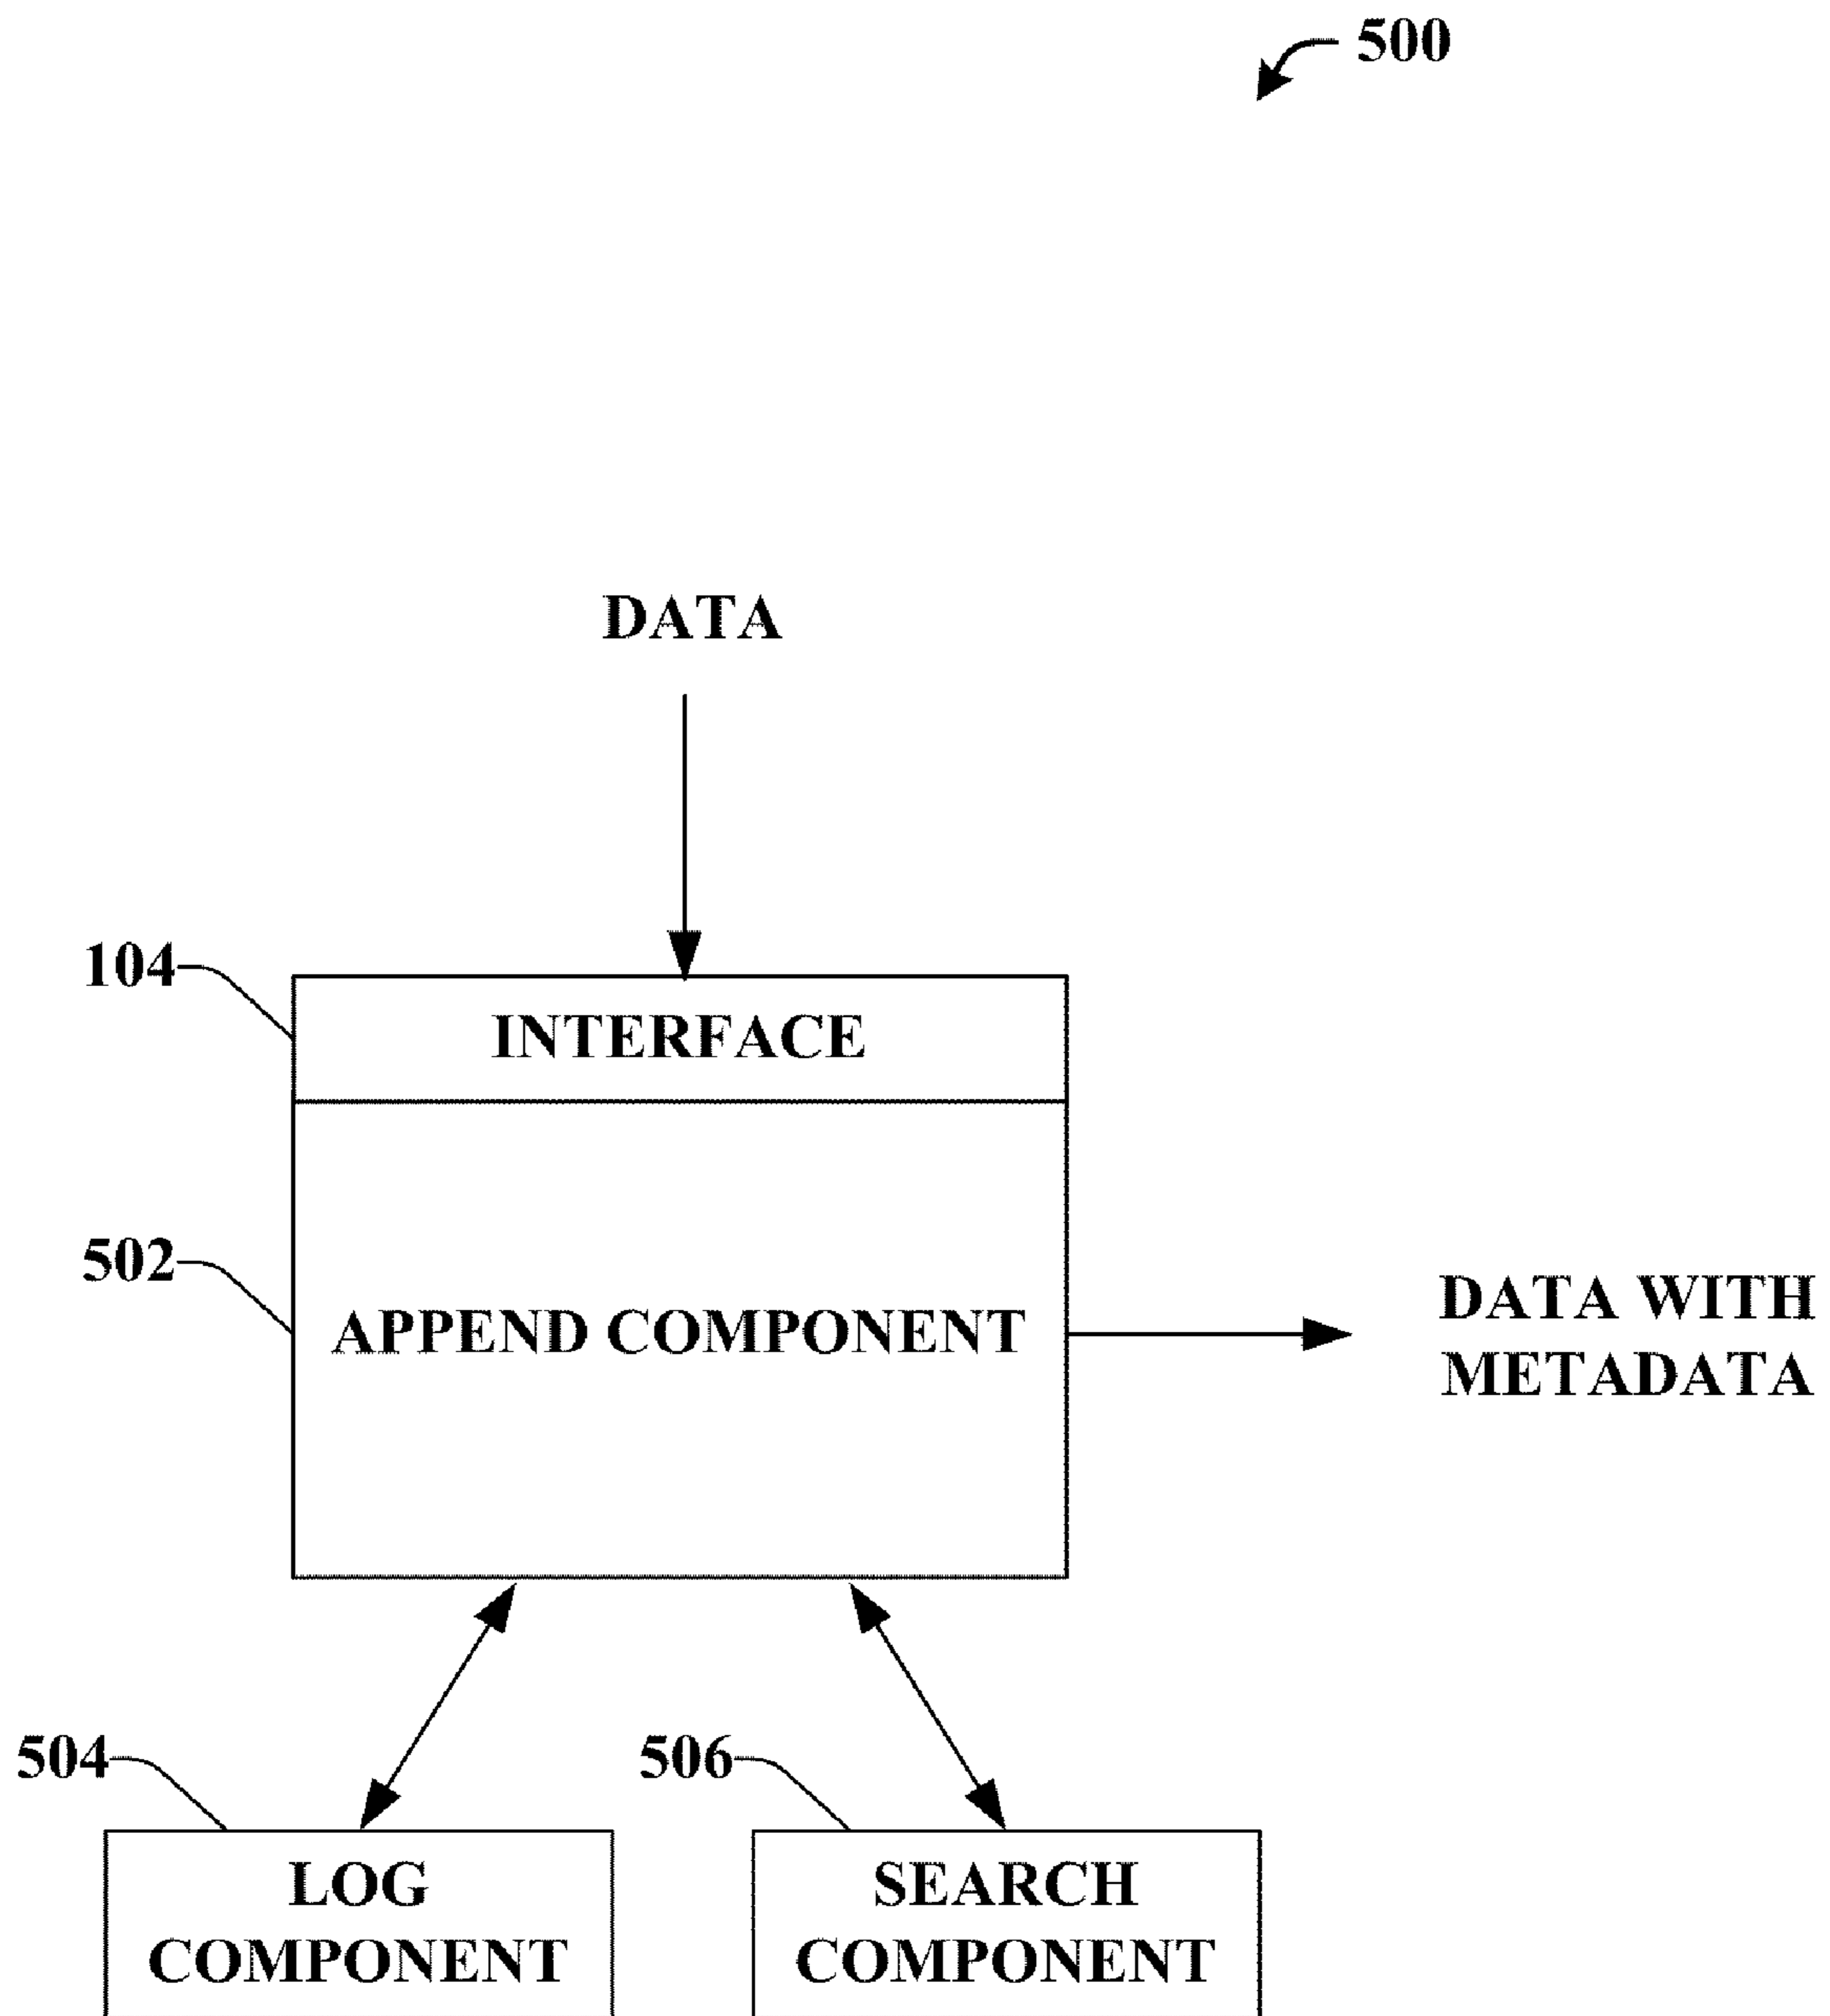 500
DATA
104
INTERFACE
502
APPEND COMPONENT
DATA WITH
METADATA
504
506
LOG
COMPONENT
SEARCH
COMPONENT